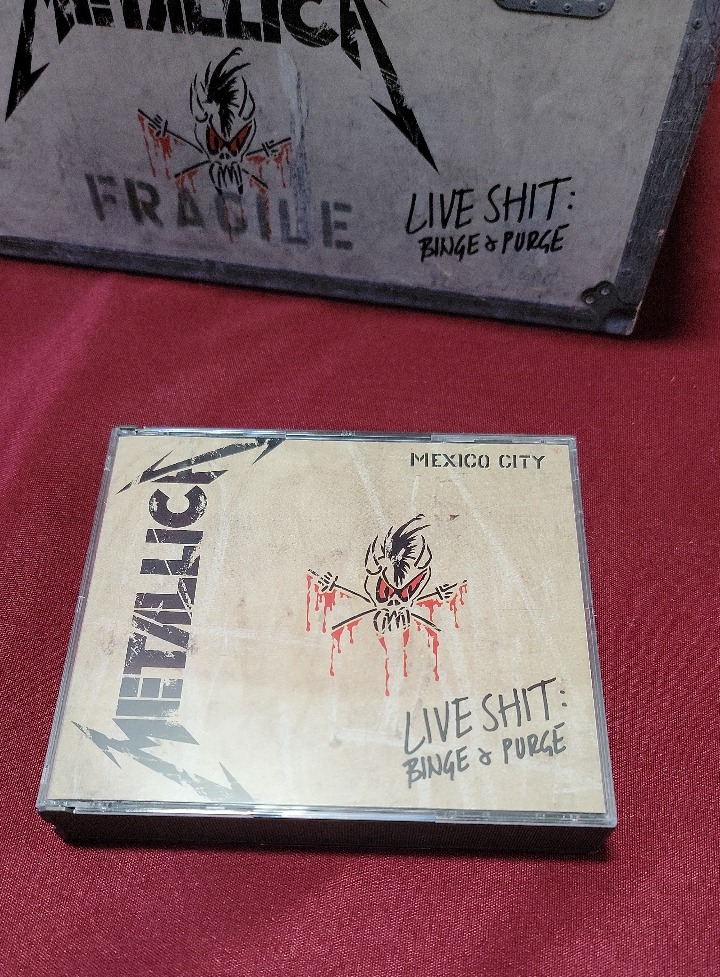 METALLICA
FRAGILE
LIVE SHIT:
BINGE & PURGE
METALLICA
MEXICO CITY
LIVE SHIT:
BINGE & PURGE